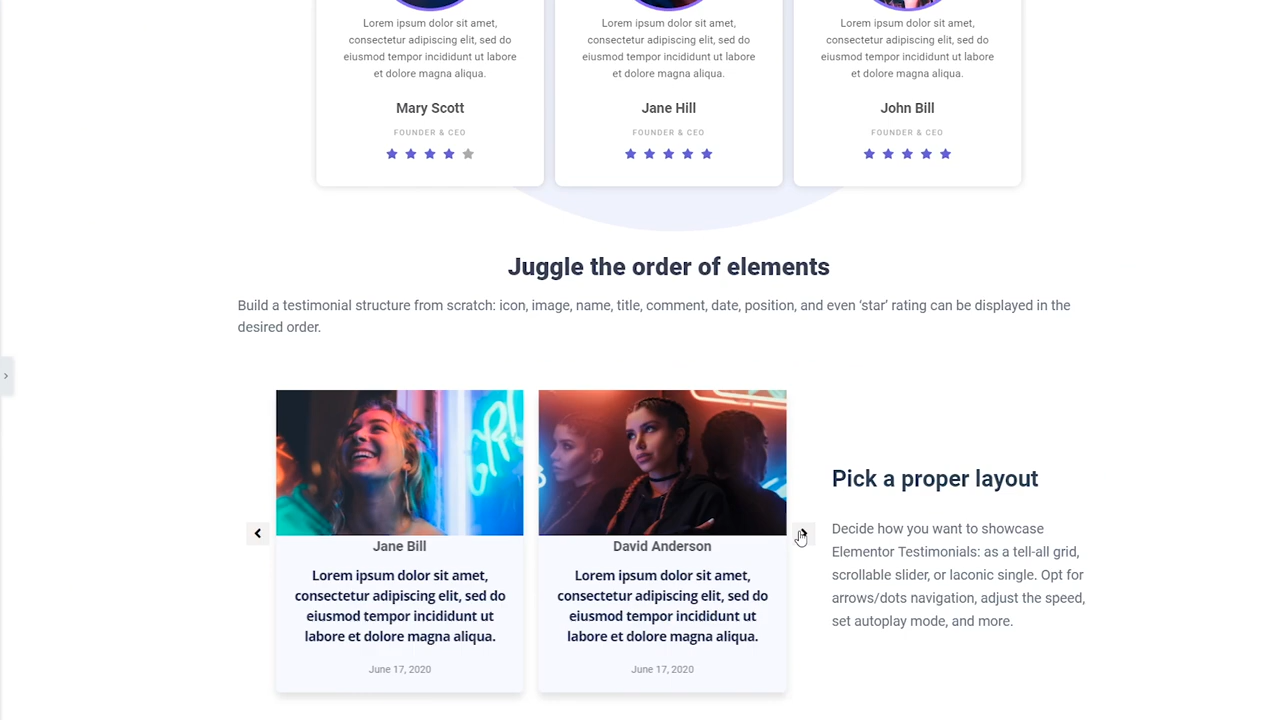 Lorem ipsum dolor sit amet,
consectetur adipiscing elit, sed do
eiusmod tempor incididunt ut labore
et dolore magna aliqua.
Mary Scott
FOUNDER & CEO
Lorem ipsum dolor sit amet,
consectetur adipiscing elit, sed do
eiusmod tempor incididunt ut labore
et dolore magna aliqua.
Jane Hill
FOUNDER & CEO
Lorem ipsum dolor sit amet,
consectetur adipiscing elit, sed do
eiusmod tempor incididunt ut labore
et dolore magna aliqua.
John Bill
FOUNDER & CEO
Juggle the order of elements
Build a testimonial structure from scratch: icon, image, name, title, comment, date, position, and even ‘star’ rating can be displayed in the
desired order.
Jane Bill
Lorem ipsum dolor sit amet,
consectetur adipiscing elit, sed do
eiusmod tempor incididunt ut
labore et dolore magna aliqua.
June 17, 2020
David Anderson
Lorem ipsum dolor sit amet,
consectetur adipiscing elit, sed do
eiusmod tempor incididunt ut
labore et dolore magna aliqua.
June 17, 2020
Pick a proper layout
Decide how you want to showcase
Elementor Testimonials: as a tell-all grid,
scrollable slider, or laconic single. Opt for
arrows/dots navigation, adjust the speed,
set autoplay mode, and more.